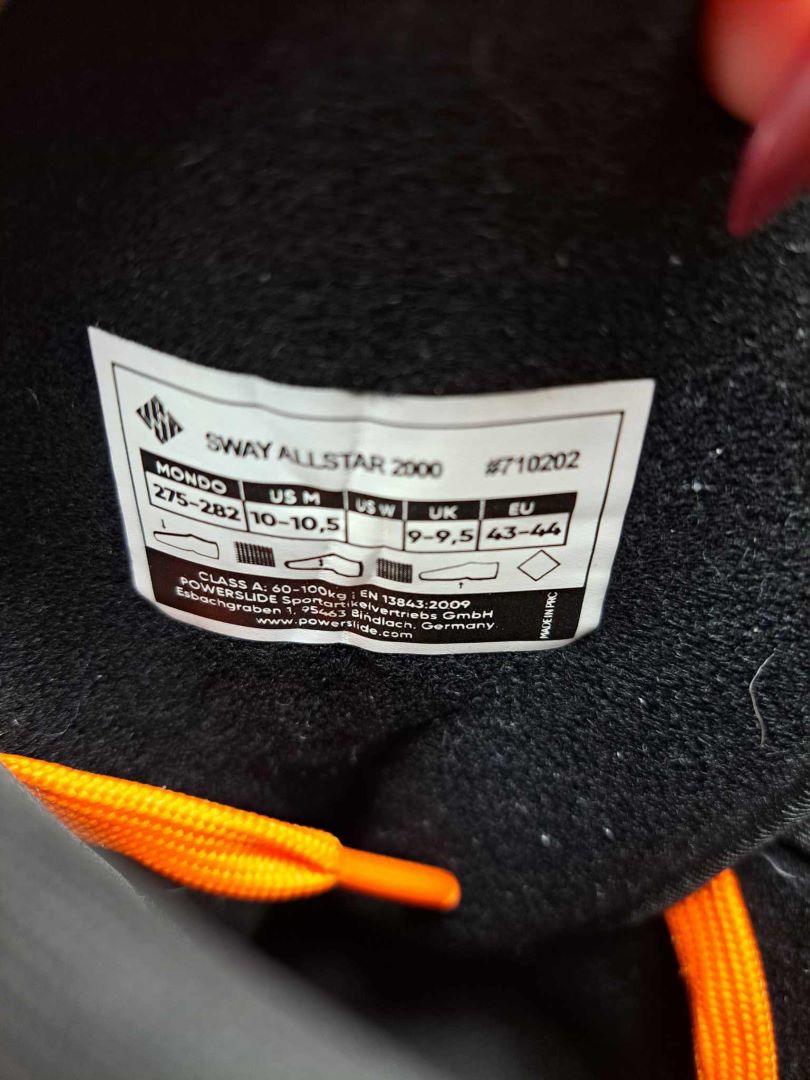 USD
SWAY ALLSTAR 2000 #710202
MONDO US M US W UK EU
275-282 10-10,5 9-9,5 43-44
CLASS A: 60-100kg ; EN 13843:2009
POWERSLIDE Sportartikelvertriebs GmbH
Esbachgraben 1, 95463 Bindlach, Germany
www.powerslide.com
MADE IN PRC